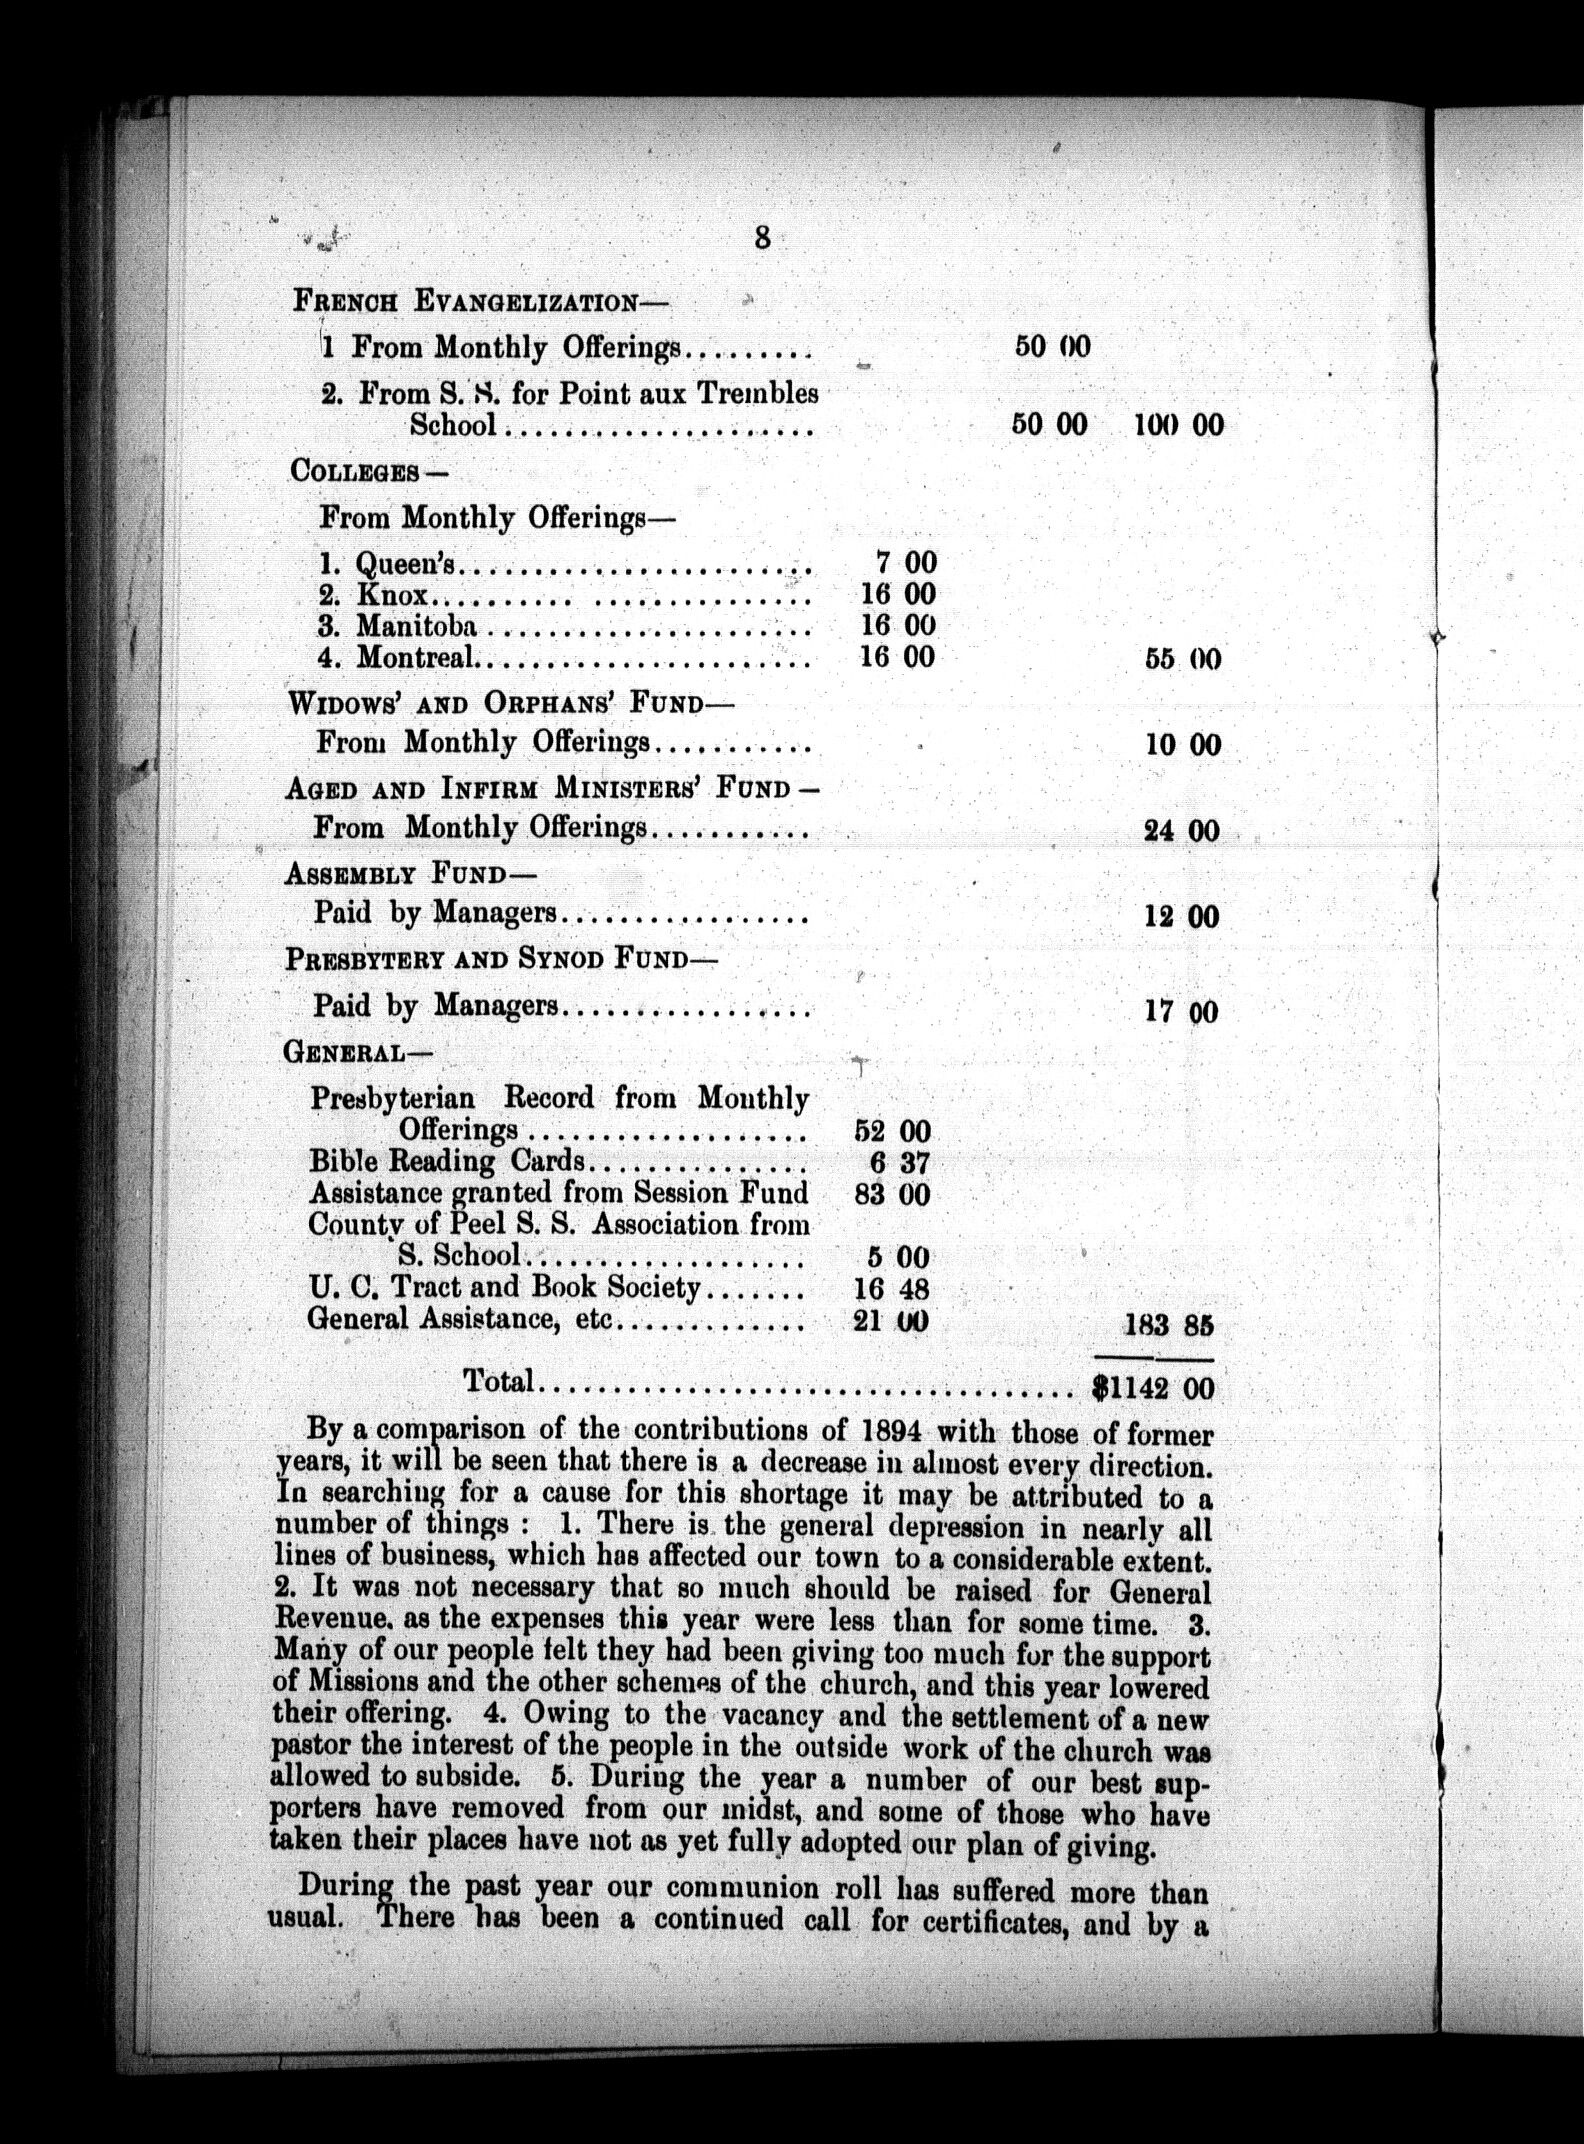 8
FRENCH EVANGELIZATION—
1 From Monthly Offerings......... 50 00
2. From S. S. for Point aux Trembles
School..................... 50 00 100 00
COLLEGES—
From Monthly Offerings—
1. Queen's........................ 7 00
2. Knox.......... ............... 16 00
3. Manitoba...................... 16 00
4. Montreal....................... 16 00 55 00
WIDOWS' AND ORPHANS' FUND—
From Monthly Offerings........... 10 00
AGED AND INFIRM MINISTERS' FUND—
From Monthly Offerings........... 24 00
ASSEMBLY FUND—
Paid by Managers................. 12 00
PRESBYTERY AND SYNOD FUND—
Paid by Managers................. 17 00
GENERAL—
Presbyterian Record from Monthly
Offerings................... 52 00
Bible Reading Cards............... 6 37
Assistance granted from Session Fund 83 00
County of Peel S. S. Association from
S. School................... 5 00
U. C. Tract and Book Society....... 16 48
General Assistance, etc............. 21 00 183 85
Total.................................... $1142 00
By a comparison of the contributions of 1894 with those of former
years, it will be seen that there is a decrease in almost every direction.
In searching for a cause for this shortage it may be attributed to a
number of things : 1. There is the general depression in nearly all
lines of business, which has affected our town to a considerable extent.
2. It was not necessary that so much should be raised for General
Revenue. as the expenses this year were less than for some time. 3.
Many of our people felt they had been giving too much for the support
of Missions and the other schemes of the church, and this year lowered
their offering. 4. Owing to the vacancy and the settlement of a new
pastor the interest of the people in the outside work of the church was
allowed to subside. 5. During the year a number of our best sup-
porters have removed from our midst, and some of those who have
taken their places have not as yet fully adopted our plan of giving.
During the past year our communion roll has suffered more than
usual. There has been a continued call for certificates, and by a